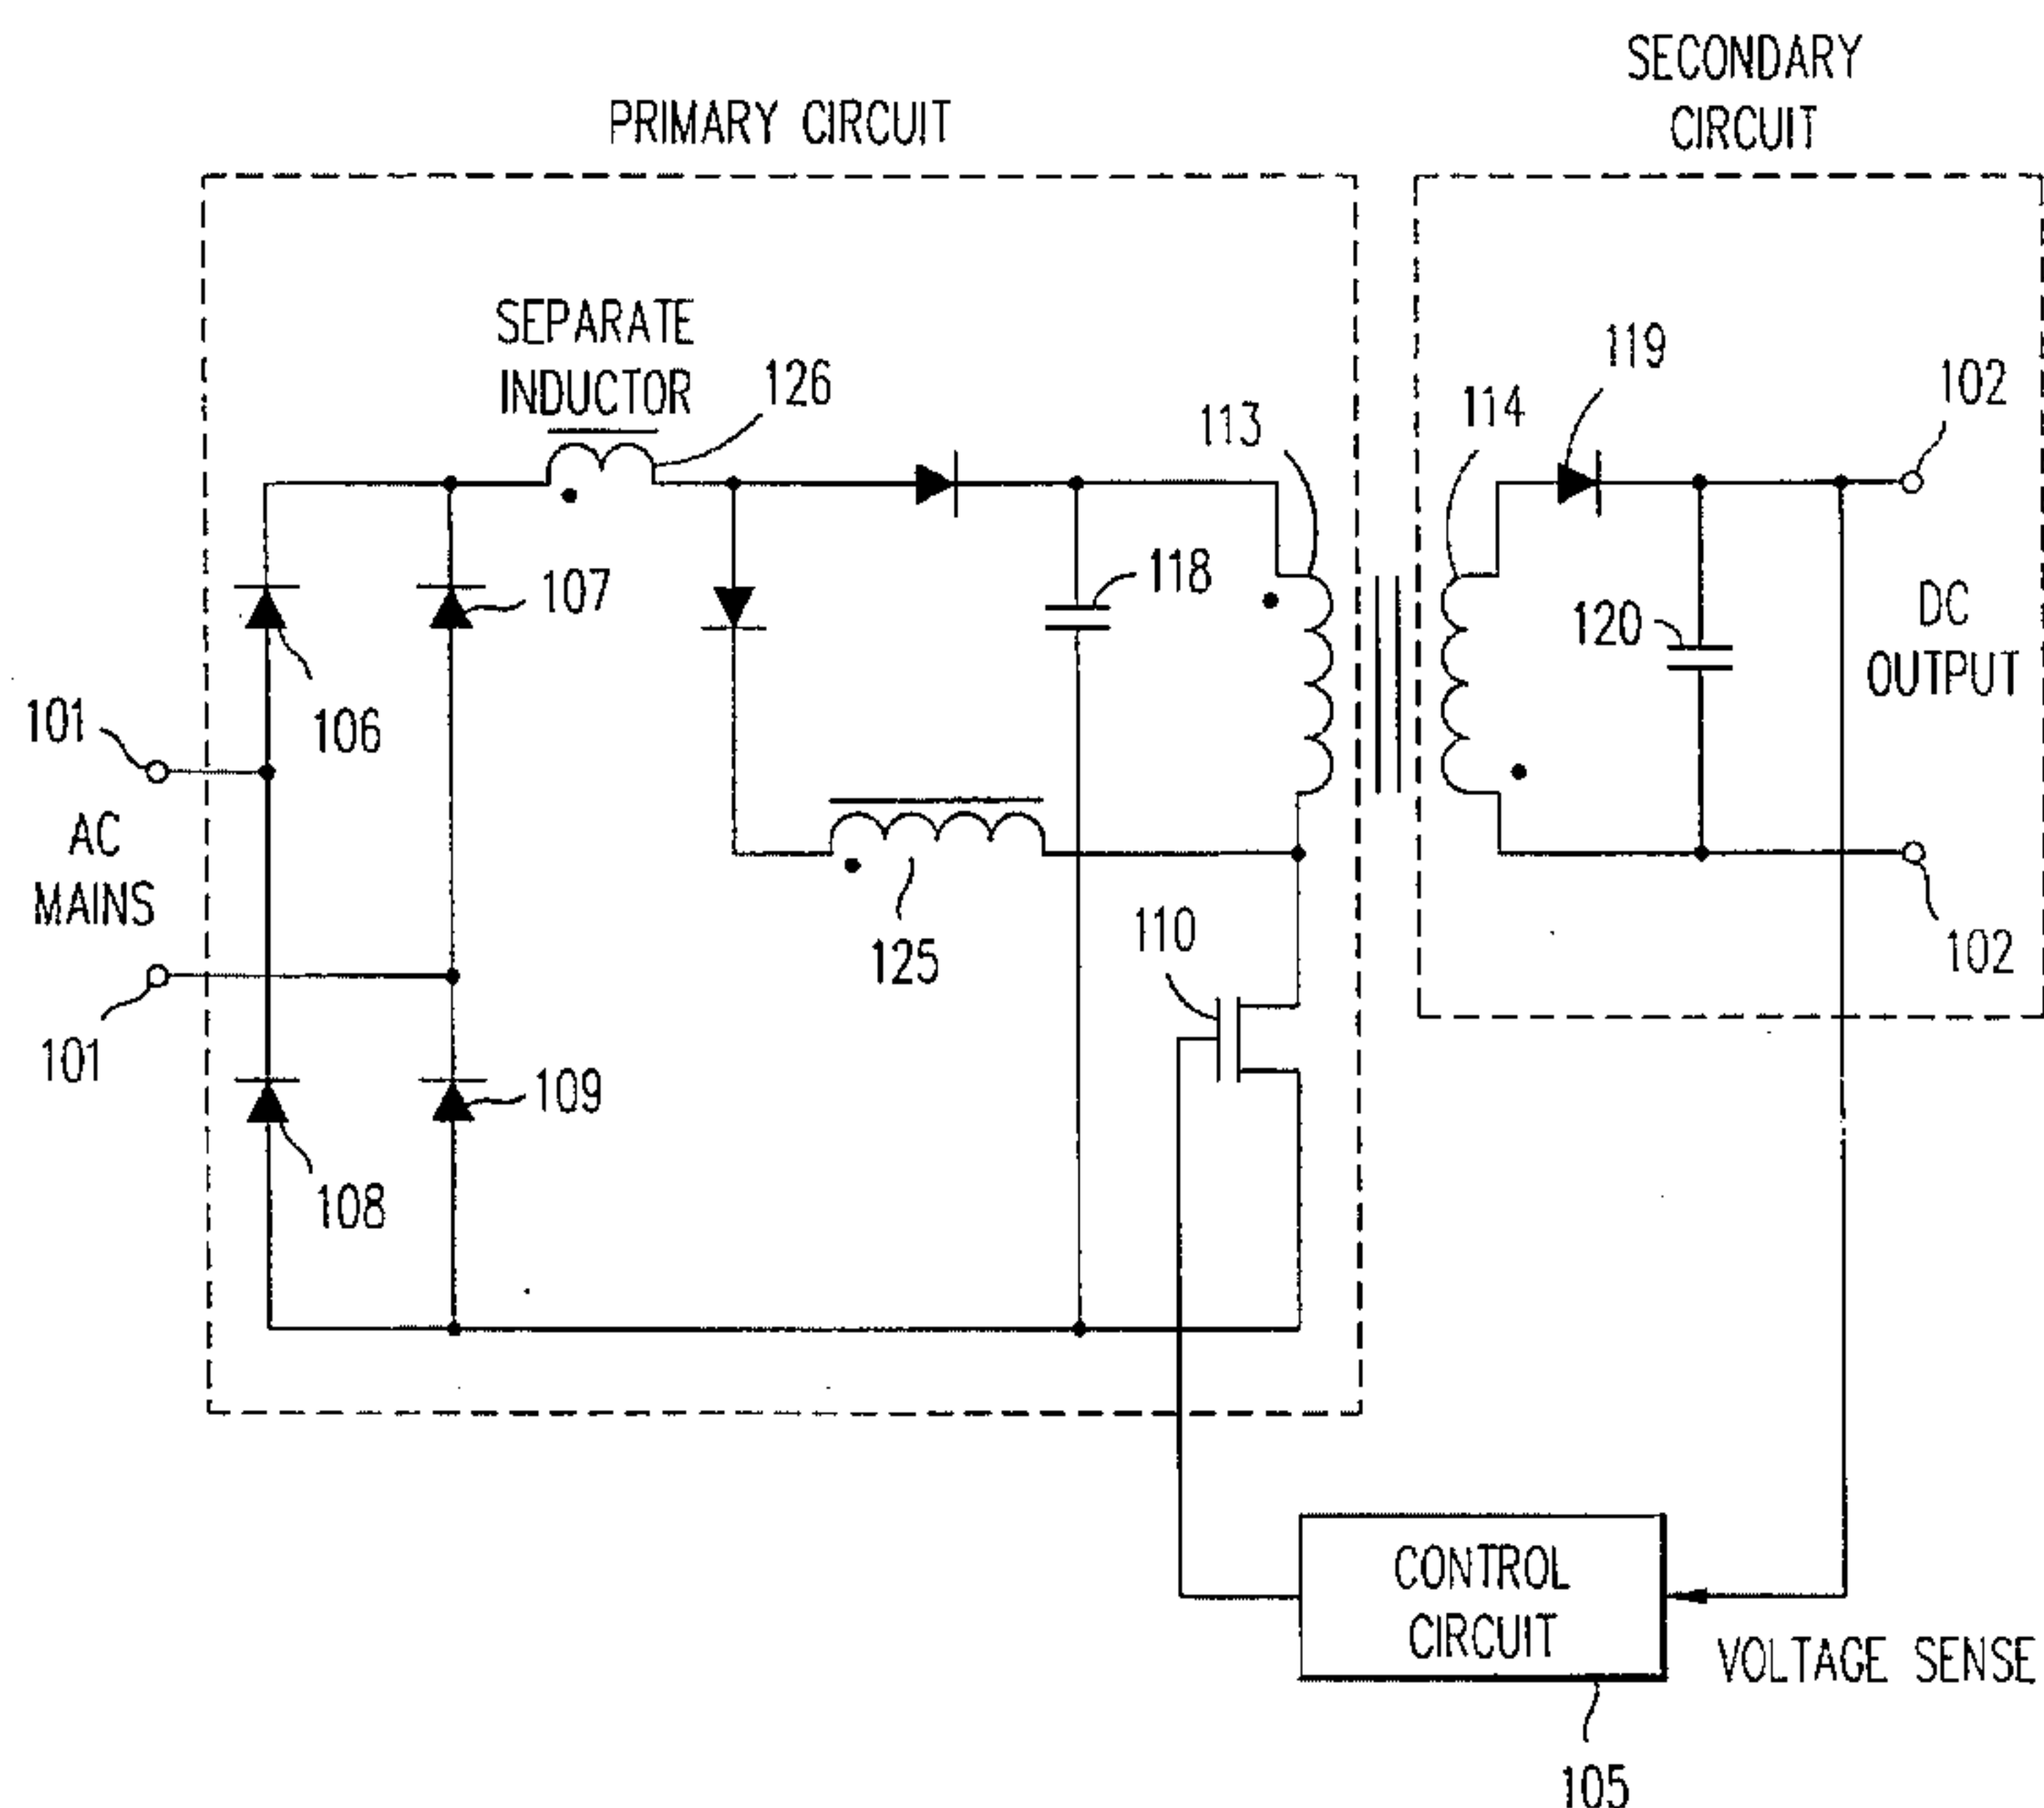 SECONDARY
CIRCUIT
PRIMARY CIRCUIT
SEPARATE
INDUCTOR
126
113
114
119
102
107
118
120
DC
OUTPUT
101
106
AC
MAINS
125
110
102
101
109
108
CONTROL
CIRCUIT
VOLTAGE SENSE
105